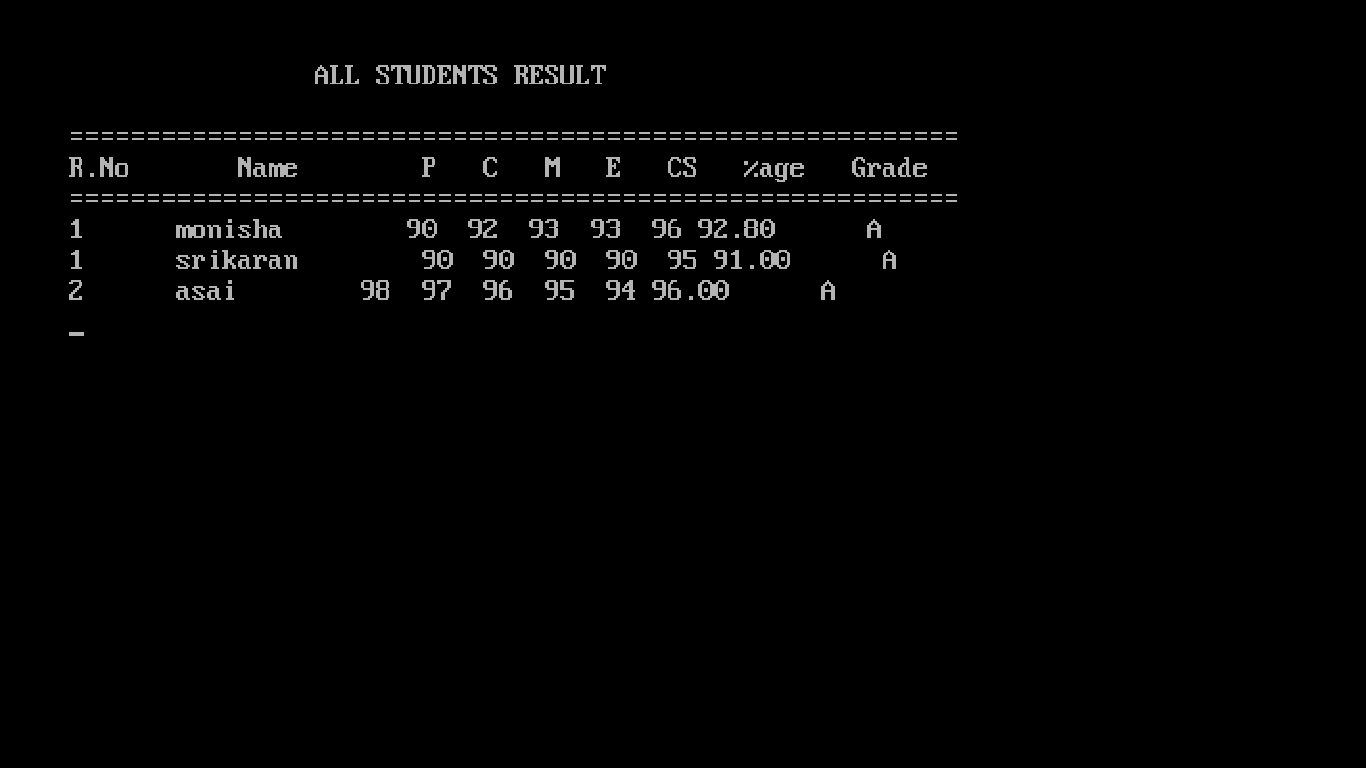 ALL STUDENTS RESULT
==========================================================
R.No       Name        P   C   M   E   CS   %age   Grade
==========================================================
1      monisha        90  92  93  93  96 92.80      A
1      srikaran        90  90  90  90  95 91.00      A
2      asai        98  97  96  95  94 96.00      A
_